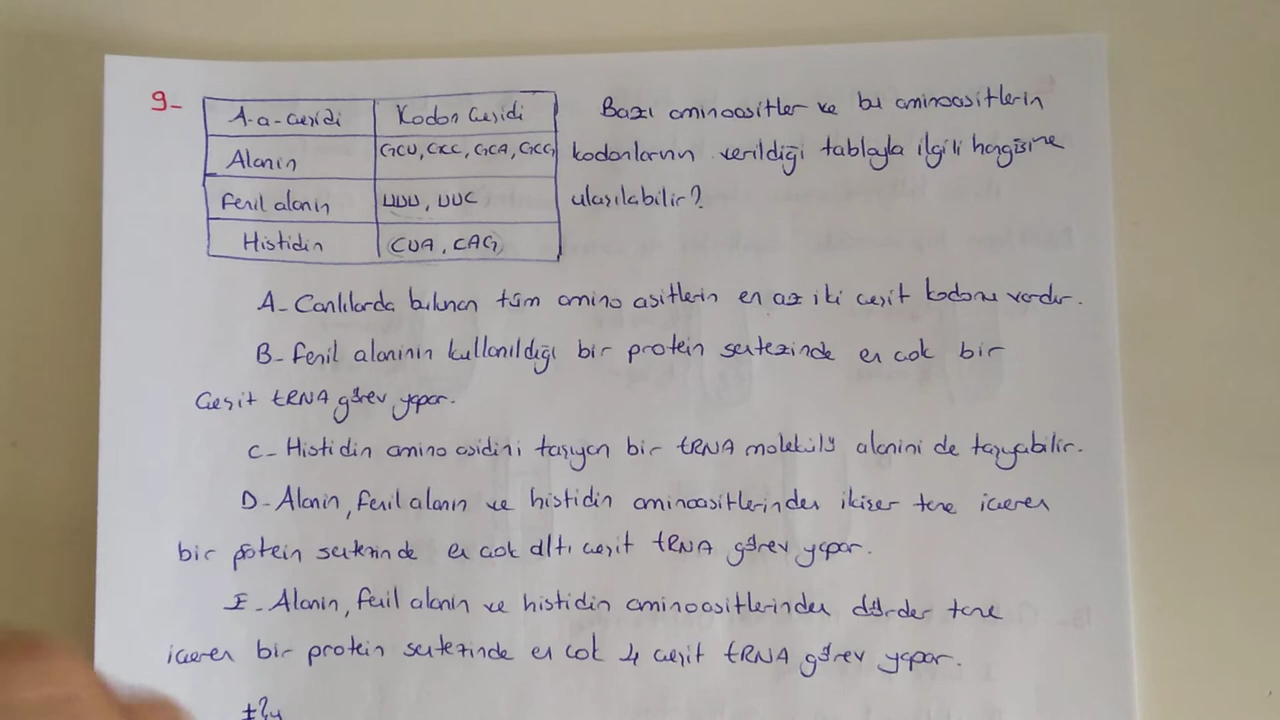 9-
A-a-çeşidi Kodon Çeşidi
Alanin GCU, GCC, GCA, GCG
Fenil alanin UUU, UUC
Histidin CUA, CAG
Bazı aminoasitler ve bu aminoasitlerin
kodonlarının verildiği tabloyla ilgili hangisine
ulaşılabilir?
A- Canlılarda bulunan tüm amino asitlerin en az iki çeşit kodonu vardır.
B- Fenil alaninin kullanıldığı bir protein sentezinde en çok bir
çeşit tRNA görev yapar.
C- Histidin amino asidini taşıyan bir tRNA molekülü alanini de taşıyabilir.
D- Alanin, fenil alanin ve histidin aminoasitlerinden ikişer tane içeren
bir protein sentezinde en çok altı çeşit tRNA görev yapar.
E- Alanin, fenil alanin ve histidin aminoasitlerinden dörder tane
içeren bir protein sentezinde en çok 4 çeşit tRNA görev yapar.